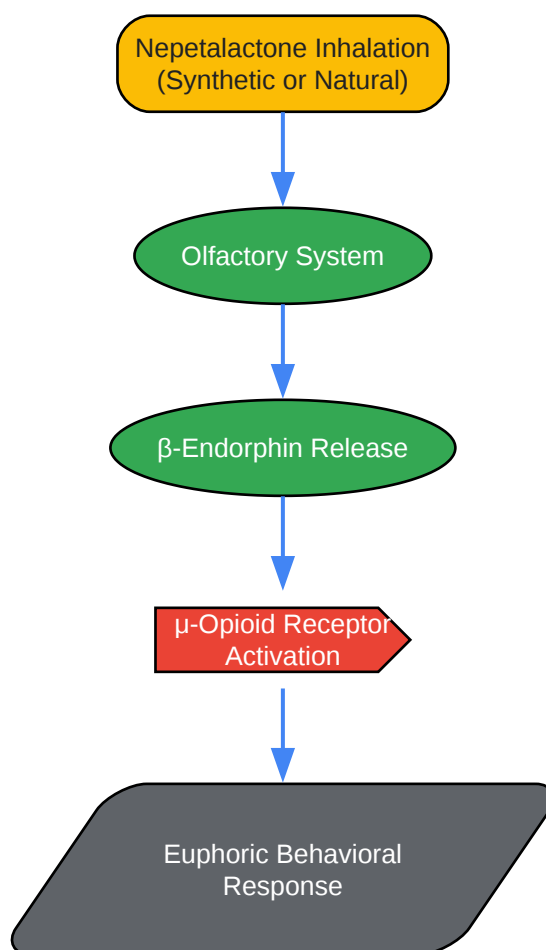 Nepetalactone Inhalation
(Synthetic or Natural)
Olfactory System
β-Endorphin Release
μ-Opioid Receptor
Activation
Euphoric Behavioral
Response